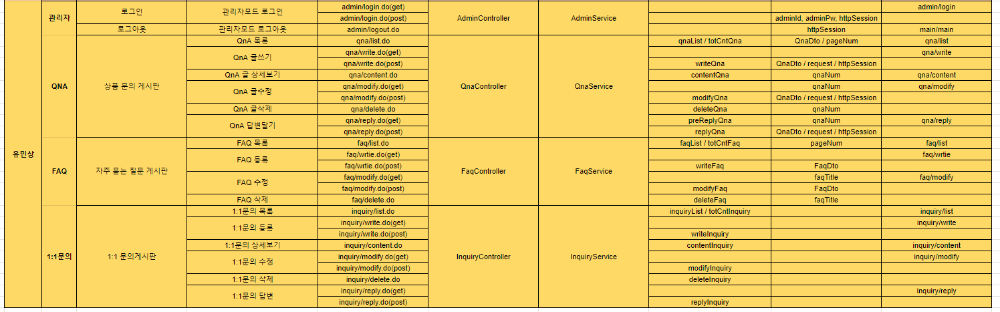 유민상
관리자 로그인 관리자모드 로그인 admin/login.do(get) AdminController AdminService admin/login
admin/login.do(post) adminId, adminPw, httpSession
로그아웃 관리자모드 로그아웃 admin/logout.do httpSession main/main
QNA 상품 문의 게시판 QnA 목록 qna/list.do QnaController QnaService qnaList / totCntQna QnaDto / pageNum qna/list
QnA 글쓰기 qna/write.do(get) qna/write
qna/write.do(post) writeQna QnaDto / request / httpSession
QnA 글 상세보기 qna/content.do contentQna qnaNum qna/content
QnA 글수정 qna/modify.do(get) qnaNum qna/modify
qna/modify.do(post) modifyQna QnaDto / request / httpSession
QnA 글삭제 qna/delete.do deleteQna qnaNum
QnA 답변달기 qna/reply.do(get) preReplyQna qnaNum qna/reply
qna/reply.do(post) replyQna QnaDto / request / httpSession
FAQ 자주 묻는 질문 게시판 FAQ 목록 faq/list.do FaqController FaqService faqList / totCntFaq pageNum faq/list
FAQ 등록 faq/wrtie.do(get) faq/wrtie
faq/wrtie.do(post) writeFaq FaqDto
FAQ 수정 faq/modify.do(get) faqTitle faq/modify
faq/modify.do(post) modifyFaq FaqDto
FAQ 삭제 faq/delete.do deleteFaq faqTitle
1:1문의 1:1 문의게시판 1:1문의 목록 inquiry/list.do InquiryController InquiryService inquiryList / totCntInquiry inquiry/list
1:1문의 등록 inquiry/write.do(get) inquiry/write
inquiry/write.do(post) writeInquiry
1:1문의 상세보기 inquiry/content.do contentInquiry inquiry/content
1:1문의 수정 inquiry/modify.do(get) inquiry/modify
inquiry/modify.do(post) modifyInquiry
1:1문의 삭제 inquiry/delete.do deleteInquiry
1:1문의 답변 inquiry/reply.do(get) inquiry/reply
inquiry/reply.do(post) replyInquiry